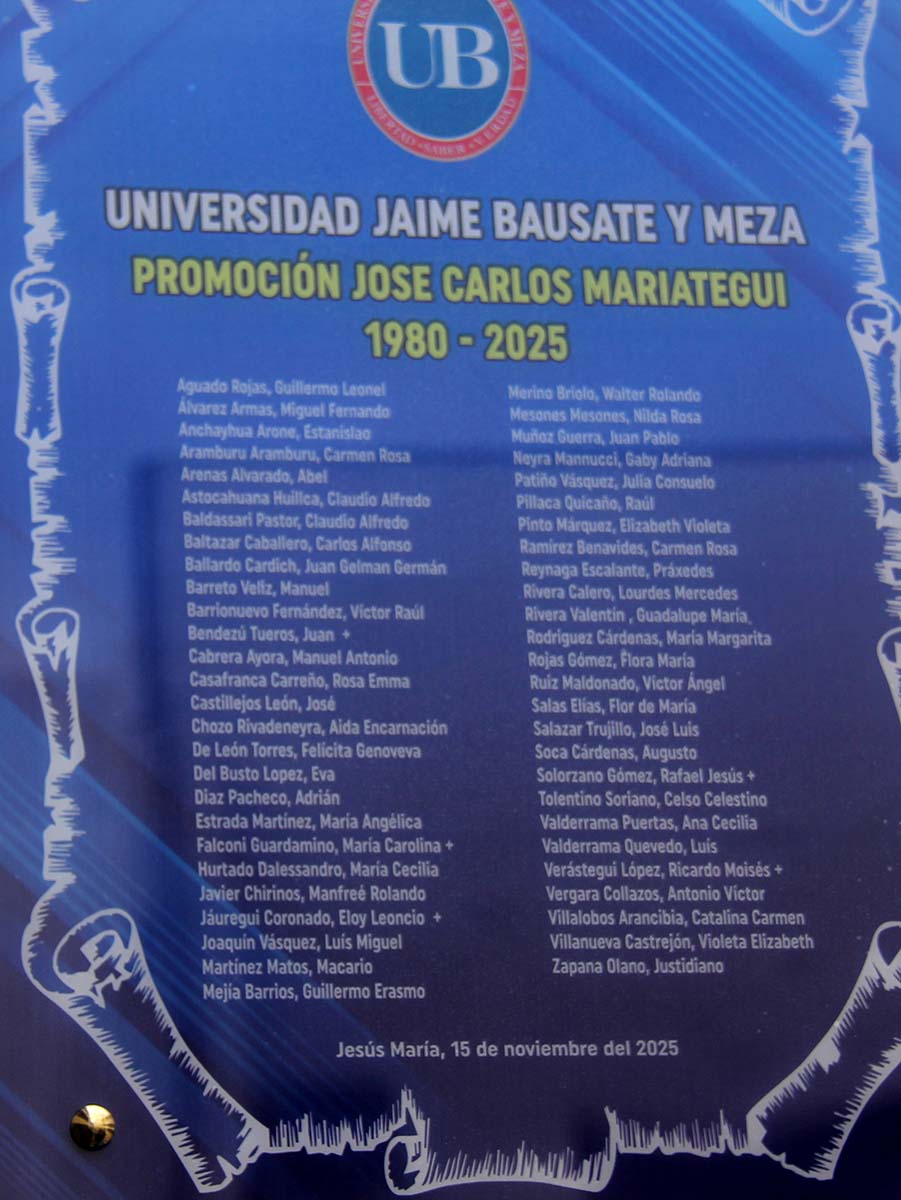 UB
LIBERTAD • SABER • VERDAD
UNIVERSIDAD JAIME BAUSATE Y MEZA
PROMOCIÓN JOSE CARLOS MARIATEGUI
1980 - 2025
Aguado Rojas, Guillermo Leonel
Álvarez Armas, Miguel Fernando
Anchayhua Arone, Estanislao
Aramburu Aramburu, Carmen Rosa
Arenas Alvarado, Abel
Astocahuana Huillca, Claudio Alfredo
Baldassari Pastor, Claudio Alfredo
Baltazar Caballero, Carlos Alfonso
Ballardo Cardich, Juan Gelman Germán
Barreto Veliz, Manuel
Barrionuevo Fernández, Víctor Raúl
Bendezú Tueros, Juan +
Cabrera Ayora, Manuel Antonio
Casafranca Carreño, Rosa Emma
Castillejos León, José
Chozo Rivadeneyra, Aida Encarnación
De León Torres, Felicita Genoveva
Del Busto Lopez, Eva
Diaz Pacheco, Adrián
Estrada Martínez, María Angélica
Falconi Guardamino, María Carolina +
Hurtado Dalessandro, María Cecilia
Javier Chirinos, Manfreé Rolando
Jáuregui Coronado, Eloy Leoncio +
Joaquín Vásquez, Luís Miguel
Martínez Matos, Macario
Mejía Barrios, Guillermo Erasmo
Merino Briolo, Walter Rolando
Mesones Mesones, Nilda Rosa
Muñoz Guerra, Juan Pablo
Neyra Mannucci, Gaby Adriana
Patiño Vásquez, Julia Consuelo
Pillaca Quicaño, Raúl
Pinto Márquez, Elizabeth Violeta
Ramírez Benavides, Carmen Rosa
Reynaga Escalante, Práxedes
Rivera Calero, Lourdes Mercedes
Rivera Valentín , Guadalupe María.
Rodríguez Cárdenas, María Margarita
Rojas Gómez, Flora María
Ruiz Maldonado, Víctor Ángel
Salas Elías, Flor de María
Salazar Trujillo, José Luis
Soca Cárdenas, Augusto
Solorzano Gómez, Rafael Jesús +
Tolentino Soriano, Celso Celestino
Valderrama Puertas, Ana Cecilia
Valderrama Quevedo, Luís
Verástegui López, Ricardo Moisés +
Vergara Collazos, Antonio Víctor
Villalobos Arancibia, Catalina Carmen
Villanueva Castrejón, Violeta Elizabeth
Zapana Olano, Justidiano
Jesús María, 15 de noviembre del 2025